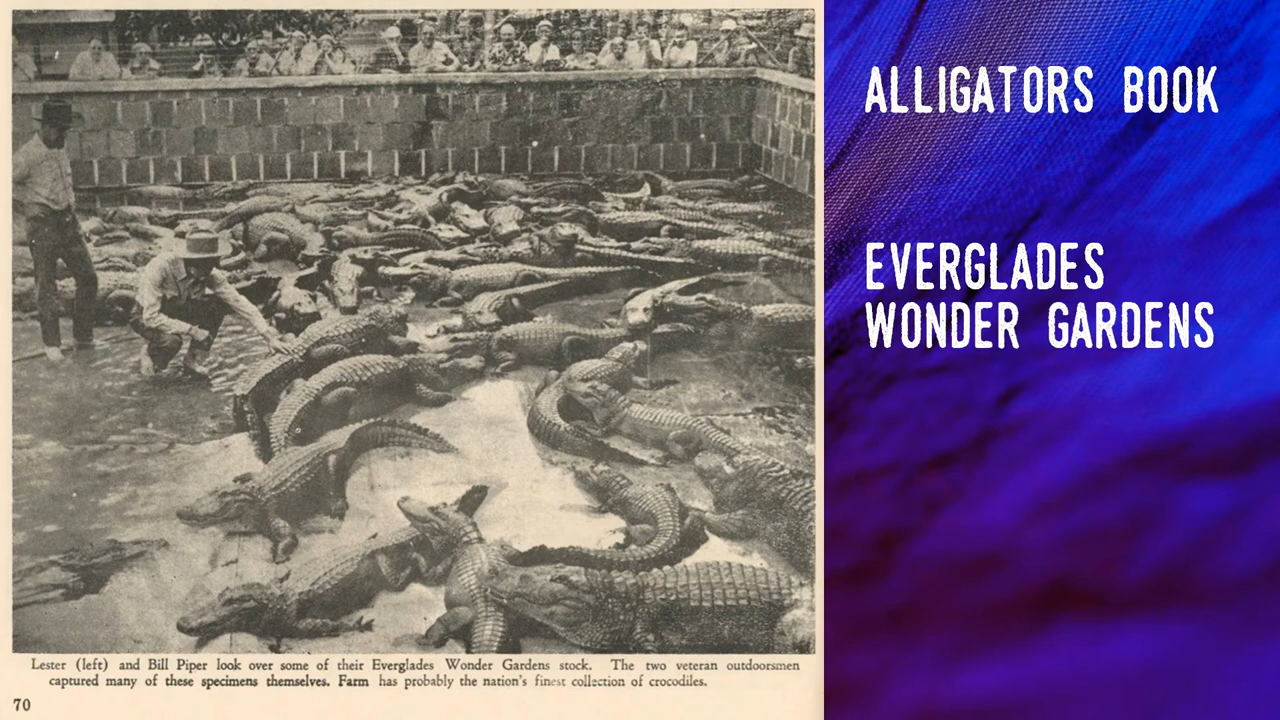 Lester (left) and Bill Piper look over some of their Everglades Wonder Gardens stock. The two veteran outdoorsmen
captured many of these specimens themselves. Farm has probably the nation's finest collection of crocodiles.
70
ALLIGATORS BOOK
EVERGLADES
WONDER GARDENS